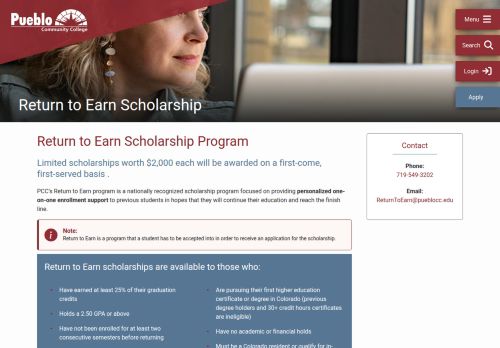 Pueblo
Community College
Menu
Search
Login
Apply
Return to Earn Scholarship
Return to Earn Scholarship Program
Limited scholarships worth $2,000 each will be awarded on a first-come,
first-served basis .
PCC's Return to Earn program is a nationally recognized scholarship program focused on providing personalized one-
on-one enrollment support to previous students in hopes that they will continue their education and reach the finish
line.
Note:
Return to Earn is a program that a student has to be accepted into in order to receive an application for the scholarship.
Return to Earn scholarships are available to those who:
Have earned at least 25% of their graduation
credits
Holds a 2.50 GPA or above
Have not been enrolled for at least two
consecutive semesters before returning
Are pursuing their first higher education
certificate or degree in Colorado (previous
degree holders and 30+ credit hours certificates
are ineligible)
Have no academic or financial holds
Must be a Colorado resident or qualify for in-
Contact
Phone:
719-549-3202
Email:
ReturnToEarn@pueblocc.edu